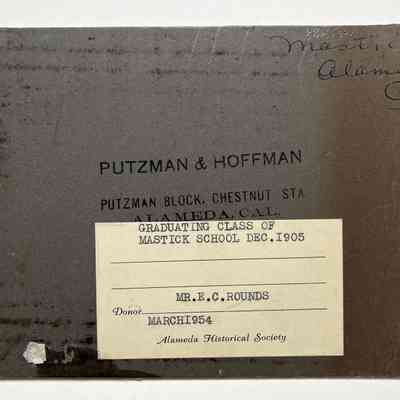 Mastic
Alame
PUTZMAN & HOFFMAN
PUTZMAN BLOCK, CHESTNUT STA
ALAMEDA, CAL.
GRADUATING CLASS OF
MASTICK SCHOOL DEC.1905
MR.E.C.ROUNDS
Donor
MARCH1954
Alameda Historical Society